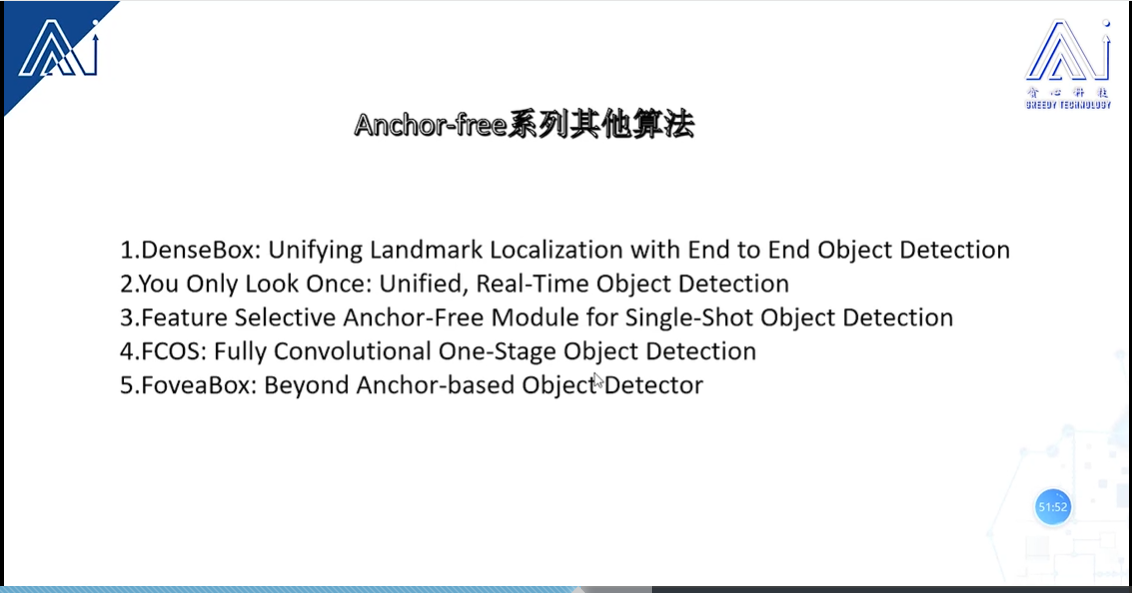 贪心科技
GREEDY TECHNOLOGY
Anchor-free系列其他算法
1.DenseBox: Unifying Landmark Localization with End to End Object Detection
2.You Only Look Once: Unified, Real-Time Object Detection
3.Feature Selective Anchor-Free Module for Single-Shot Object Detection
4.FCOS: Fully Convolutional One-Stage Object Detection
5.FoveaBox: Beyond Anchor-based Object Detector
51:52